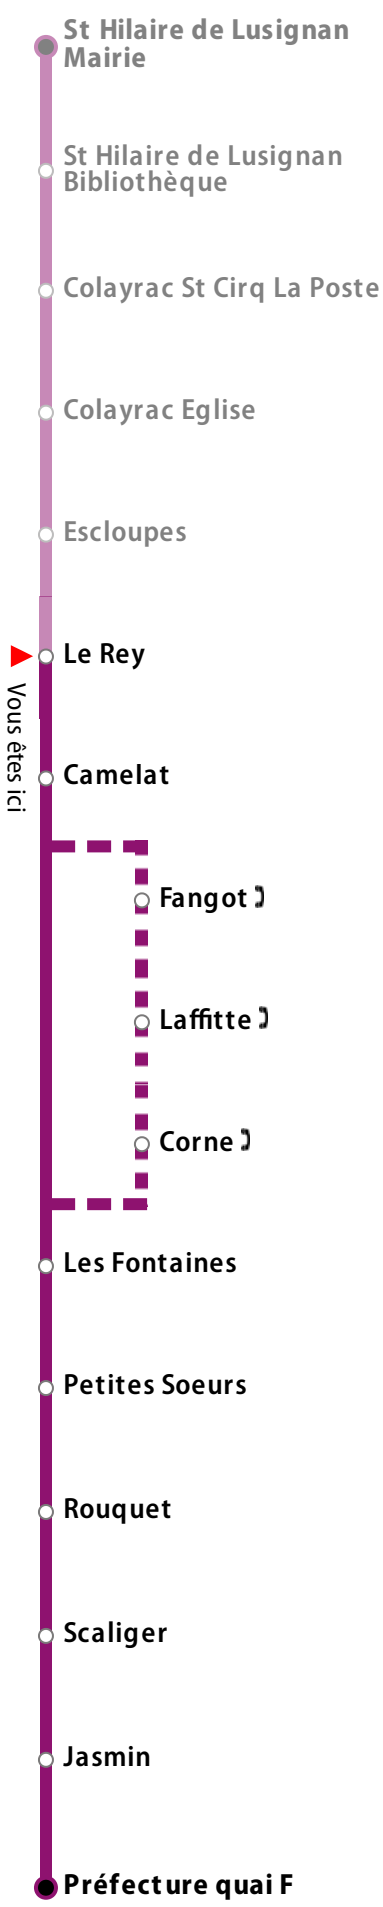 St Hilaire de Lusignan
Mairie
St Hilaire de Lusignan
Bibliothèque
Colayrac St Cirq La Poste
Colayrac Eglise
Escloupes
Le Rey
Vous êtes ici
Camelat
Fangot
Laffitte
Corne
Les Fontaines
Petites Soeurs
Rouquet
Scaliger
Jasmin
Préfecture quai F